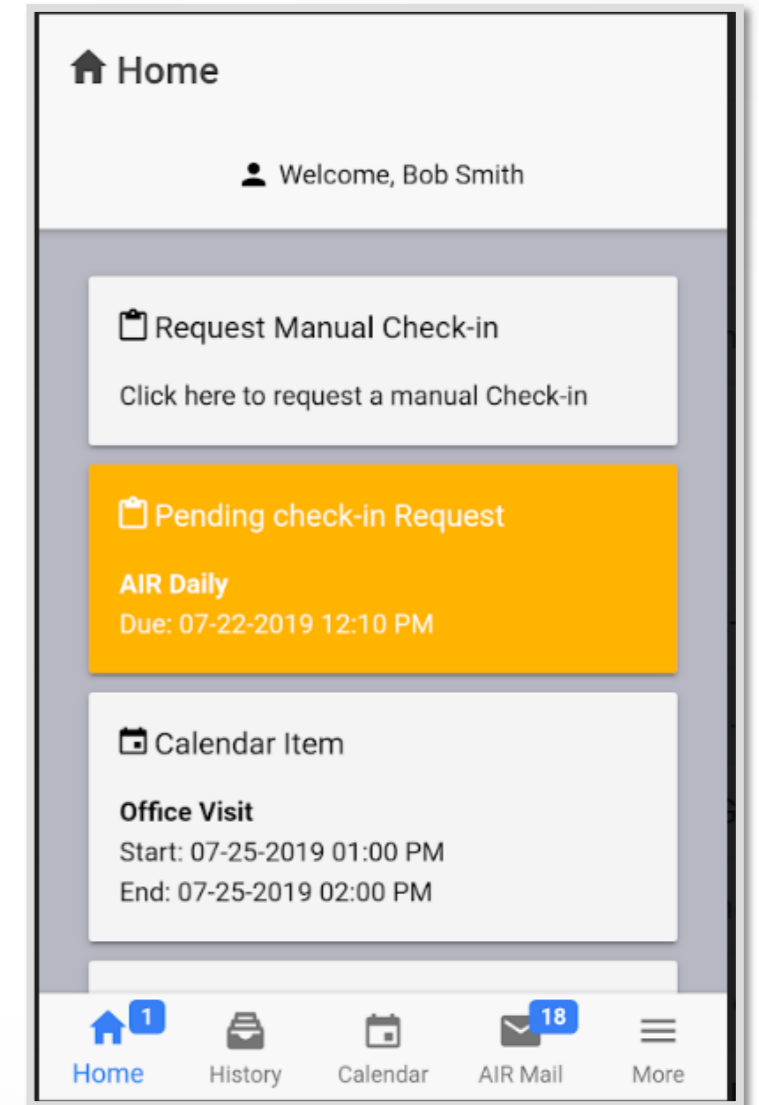 Home
Welcome, Bob Smith
Request Manual Check-in
Click here to request a manual Check-in
Pending check-in Request
AIR Daily
Due: 07-22-2019 12:10 PM
Calendar Item
Office Visit
Start: 07-25-2019 01:00 PM
End: 07-25-2019 02:00 PM
1
18
Home
History
Calendar
AIR Mail
More